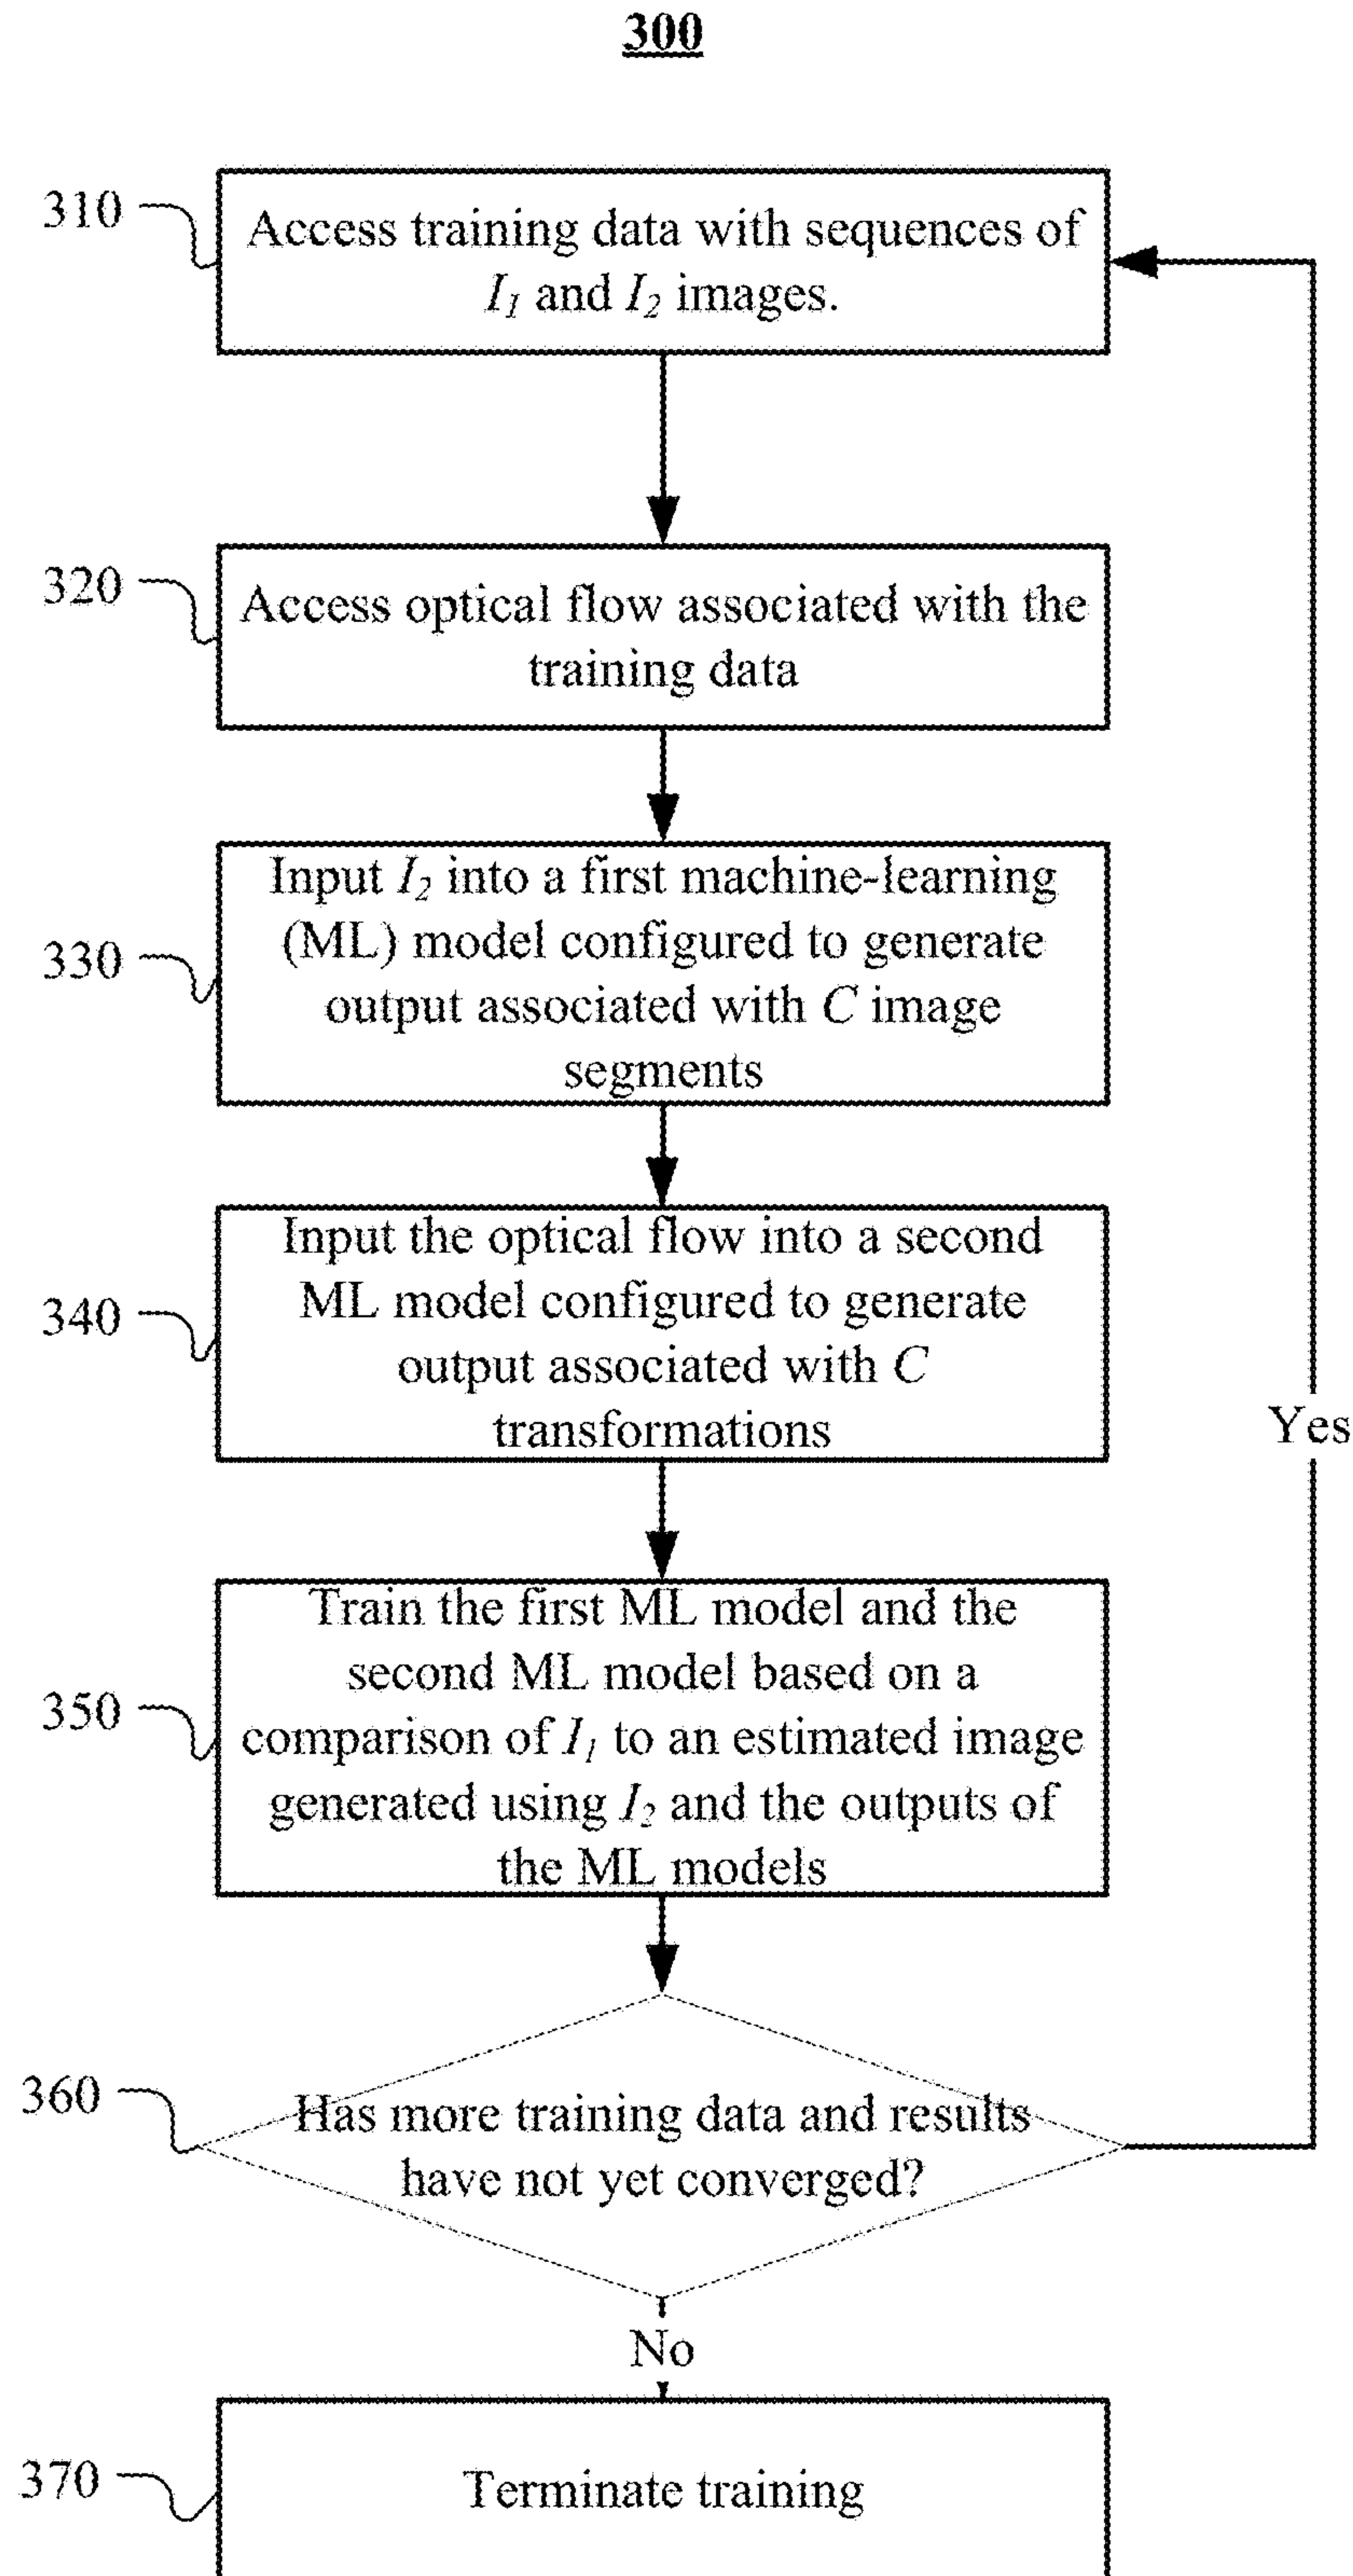 300
310
Access training data with sequences of
I1 and I2 images.
320
Access optical flow associated with the
training data
330
Input I2 into a first machine-learning
(ML) model configured to generate
output associated with C image
segments
340
Input the optical flow into a second
ML model configured to generate
output associated with C
transformations
Yes
350
Train the first ML model and the
second ML model based on a
comparison of I1 to an estimated image
generated using I2 and the outputs of
the ML models
360
Has more training data and results
have not yet converged?
No
370
Terminate training